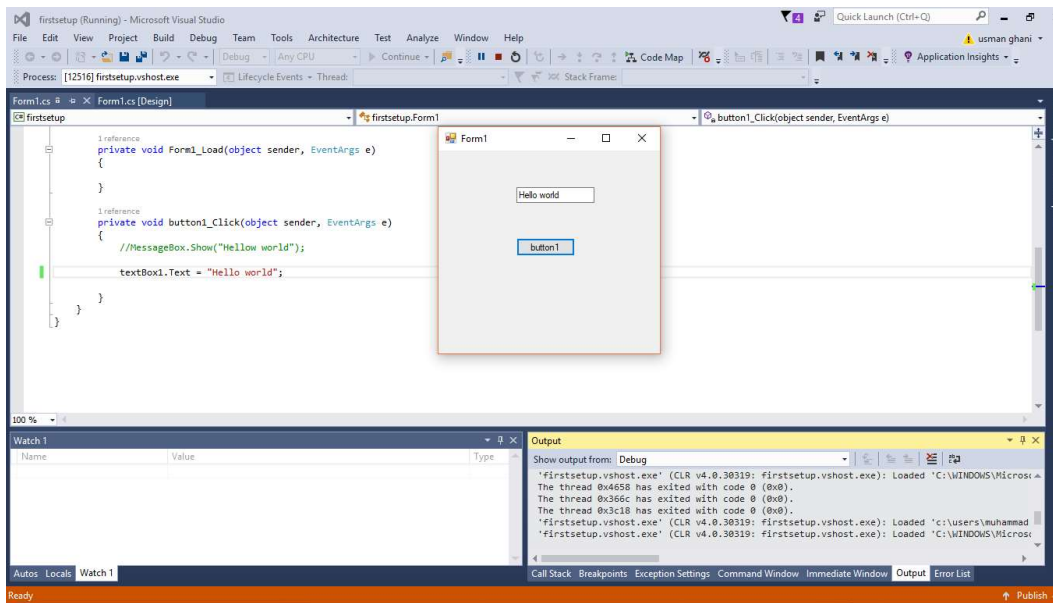 firstsetup (Running) - Microsoft Visual Studio
4
Quick Launch (Ctrl+Q)
File Edit View Project Build Debug Team Tools Architecture Test Analyze Window Help
usman ghani
Debug Any CPU Continue Code Map Application Insights
Process: [12516] firstsetup.vshost.exe Lifecycle Events Thread: Stack Frame:
Form1.cs Form1.cs [Design]
C# firstsetup firstsetup.Form1 button1_Click(object sender, EventArgs e)
1 reference
private void Form1_Load(object sender, EventArgs e)
{
}
1 reference
private void button1_Click(object sender, EventArgs e)
{
//MessageBox.Show("Hellow world");
textBox1.Text = "Hello world";
}
}
}
Form1
Hello world
button1
100 %
Watch 1
Name Value Type
Output
Show output from: Debug
'firstsetup.vshost.exe' (CLR v4.0.30319: firstsetup.vshost.exe): Loaded 'C:\WINDOWS\Microso
The thread 0x4658 has exited with code 0 (0x0).
The thread 0x366c has exited with code 0 (0x0).
The thread 0x3c18 has exited with code 0 (0x0).
'firstsetup.vshost.exe' (CLR v4.0.30319: firstsetup.vshost.exe): Loaded 'c:\users\muhammad
'firstsetup.vshost.exe' (CLR v4.0.30319: firstsetup.vshost.exe): Loaded 'C:\WINDOWS\Microso
Autos Locals Watch 1
Call Stack Breakpoints Exception Settings Command Window Immediate Window Output Error List
Ready
Publish